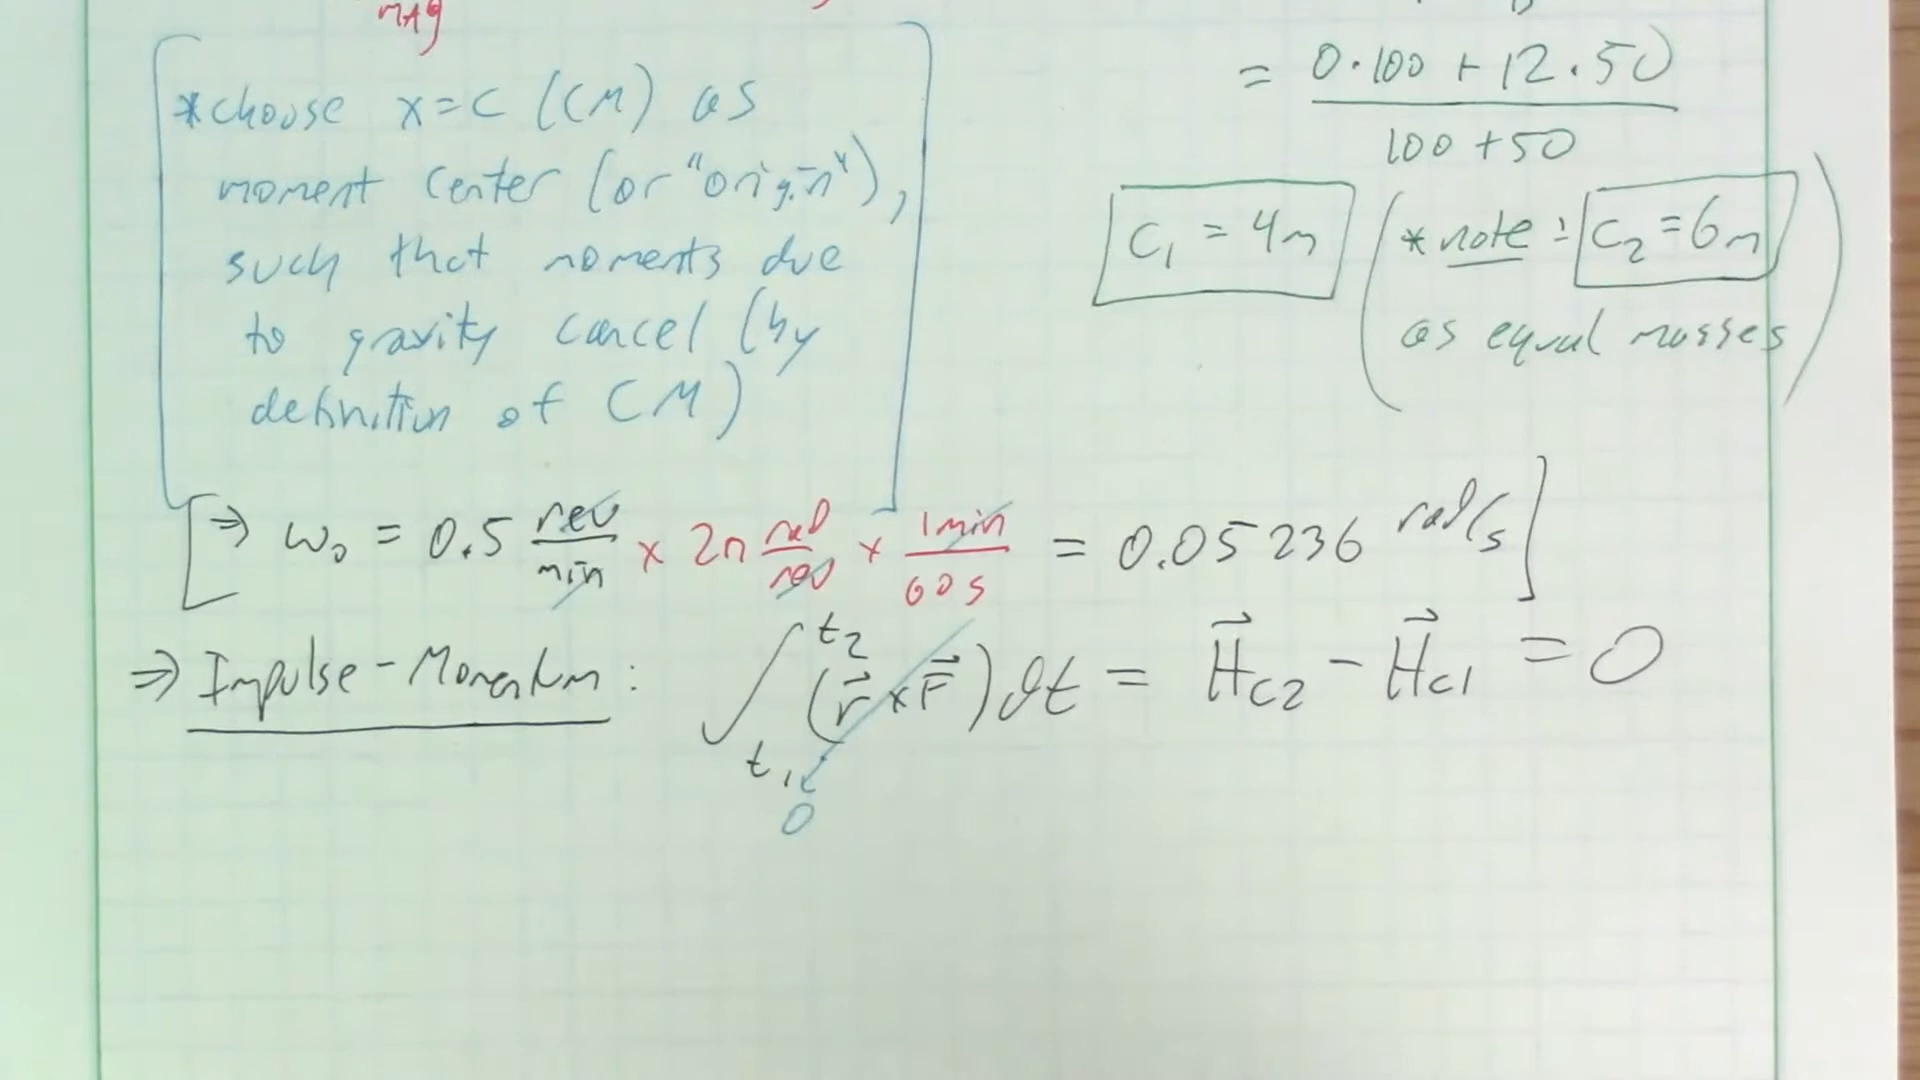 MAG
*choose x=C (CM) as
moment center (or "origin"),
such that moments due
to gravity cancel (by
definition of CM)
= (0·100 + 12·50) / (100 + 50)
C₁ = 4m (*note: C₂ = 6m
as equal masses)
[⇒ ω₀ = 0.5 rev/min x 2π rad/rev x 1min/60s = 0.05236 rad/s]
⇒ Impulse-Momentum: ∫ₜ₁ᵗ² (r⃗ x F⃗)dt = H⃗C2 - H⃗C1 = 0
0